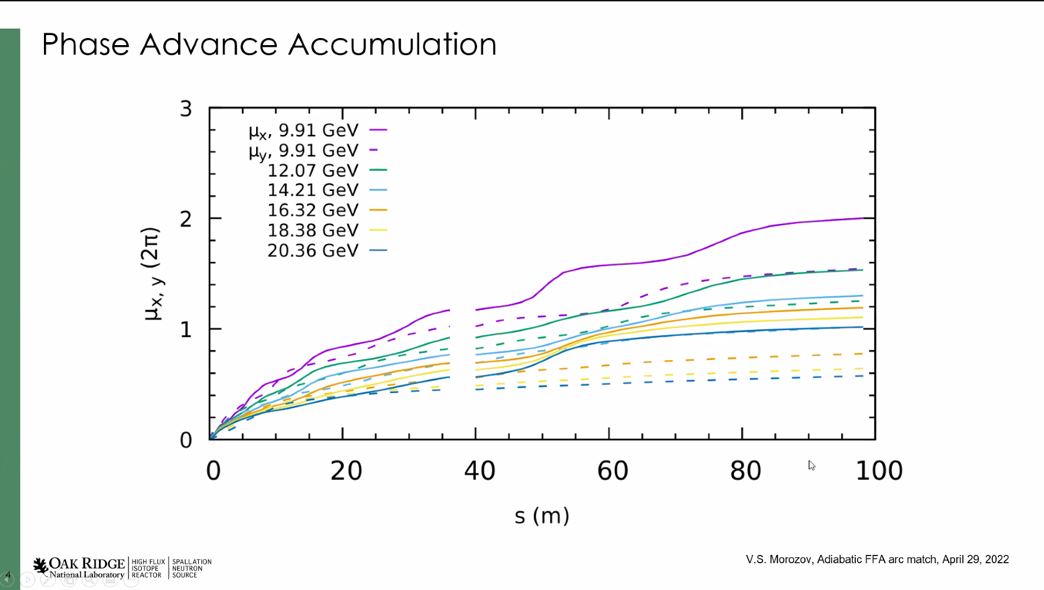 Phase Advance Accumulation
3
2
1
0
μx, y (2π)
μx, 9.91 GeV
μy, 9.91 GeV
12.07 GeV
14.21 GeV
16.32 GeV
18.38 GeV
20.36 GeV
0 20 40 60 80 100
s (m)
4
OAK RIDGE
National Laboratory
HIGH FLUX
ISOTOPE
REACTOR
SPALLATION
NEUTRON
SOURCE
V.S. Morozov, Adiabatic FFA arc match, April 29, 2022